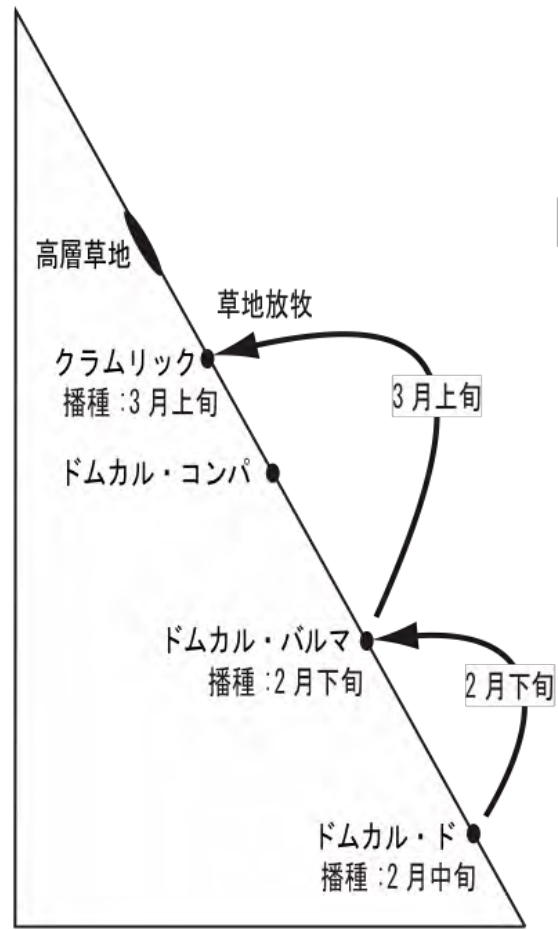 高層草地
草地放牧
クラムリック
播種:3月上旬
3月上旬
ドムカル・コンパ
ドムカル・バルマ
播種:2月下旬
2月下旬
ドムカル・ド
播種:2月中旬